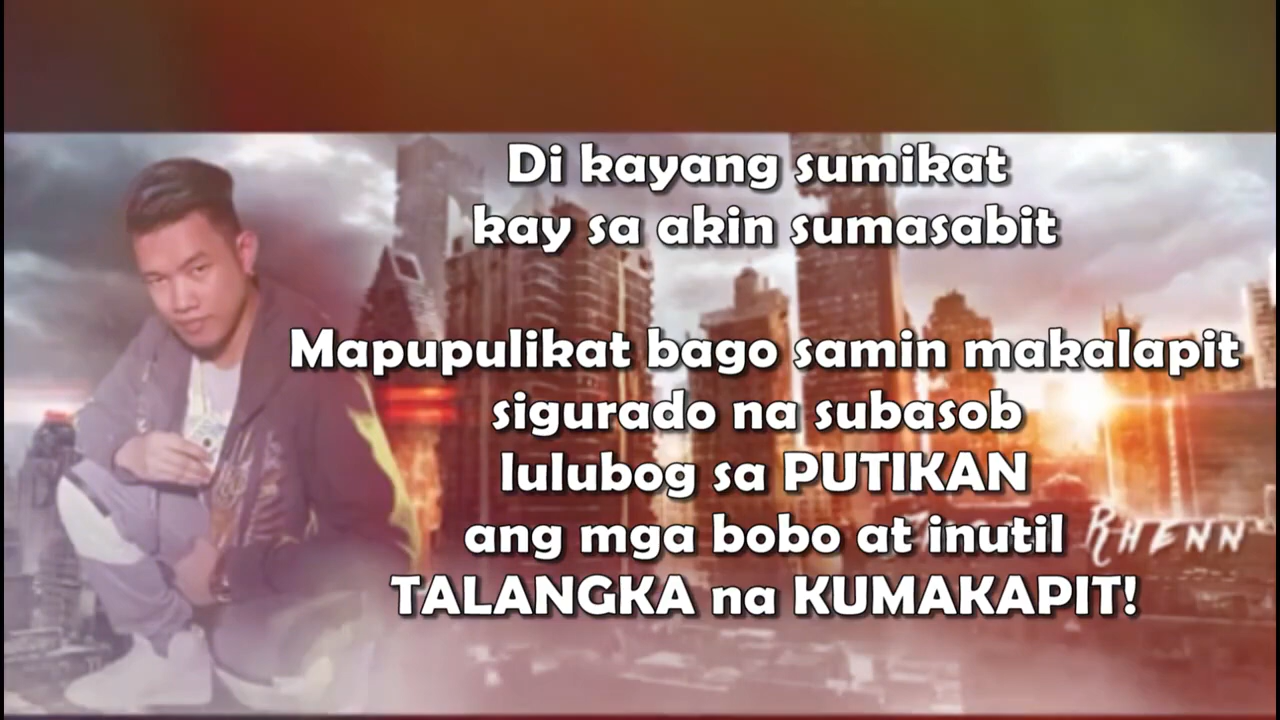 Di kayang sumikat
kay sa akin sumasabit
Mapupulikat bago samin makalapit
sigurado na subasob
lulubog sa PUTIKAN
ang mga bobo at inutil
RHENN
TALANGKA na KUMAKAPIT!